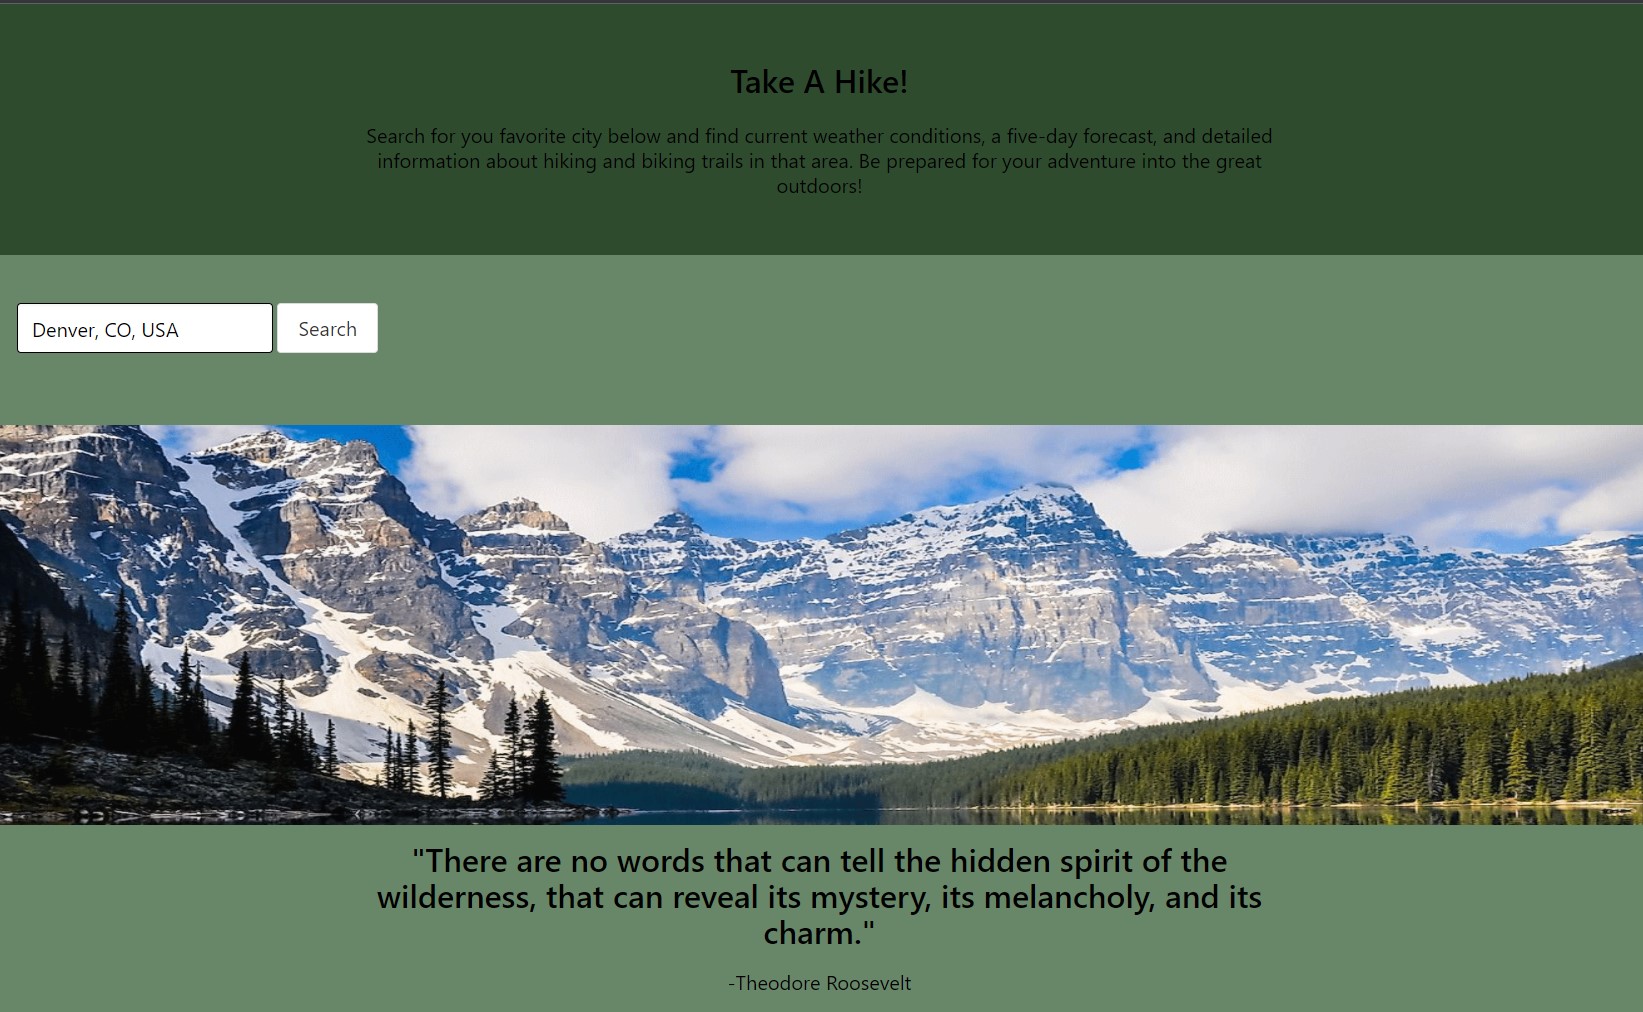 Take A Hike!
Search for you favorite city below and find current weather conditions, a five-day forecast, and detailed
information about hiking and biking trails in that area. Be prepared for your adventure into the great
outdoors!
Denver, CO, USA
Search
"There are no words that can tell the hidden spirit of the
wilderness, that can reveal its mystery, its melancholy, and its
charm."
-Theodore Roosevelt